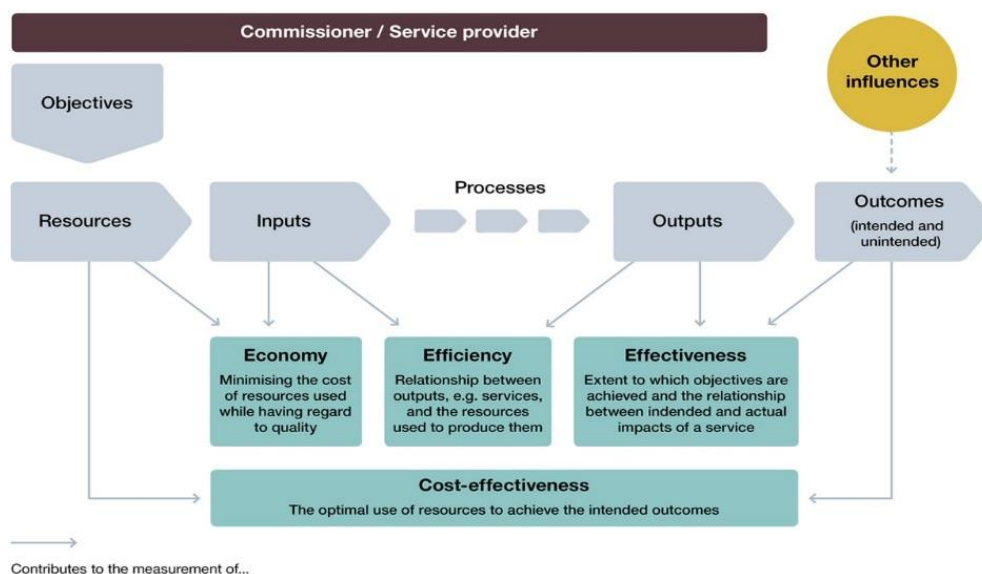 Commissioner / Service provider
Other
influences
Objectives
Resources
Inputs
Processes
Outputs
Outcomes
(intended and
unintended)
Economy
Minimising the cost
of resources used
while having regard
to quality
Efficiency
Relationship between
outputs, e.g. services,
and the resources
used to produce them
Effectiveness
Extent to which objectives are
achieved and the relationship
between indended and actual
impacts of a service
Cost-effectiveness
The optimal use of resources to achieve the intended outcomes
Contributes to the measurement of...